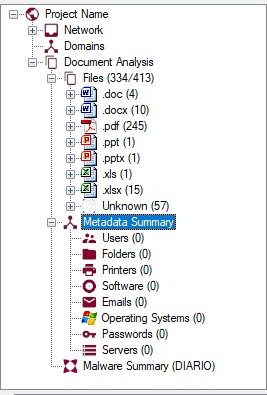 Project Name
Network
Domains
Document Analysis
Files (334/413)
.doc (4)
.docx (10)
.pdf (245)
.ppt (1)
.pptx (1)
.xls (1)
.xlsx (15)
Unknown (57)
Metadata Summary
Users (0)
Folders (0)
Printers (0)
Software (0)
Emails (0)
Operating Systems (0)
Passwords (0)
Servers (0)
Malware Summary (DIARIO)